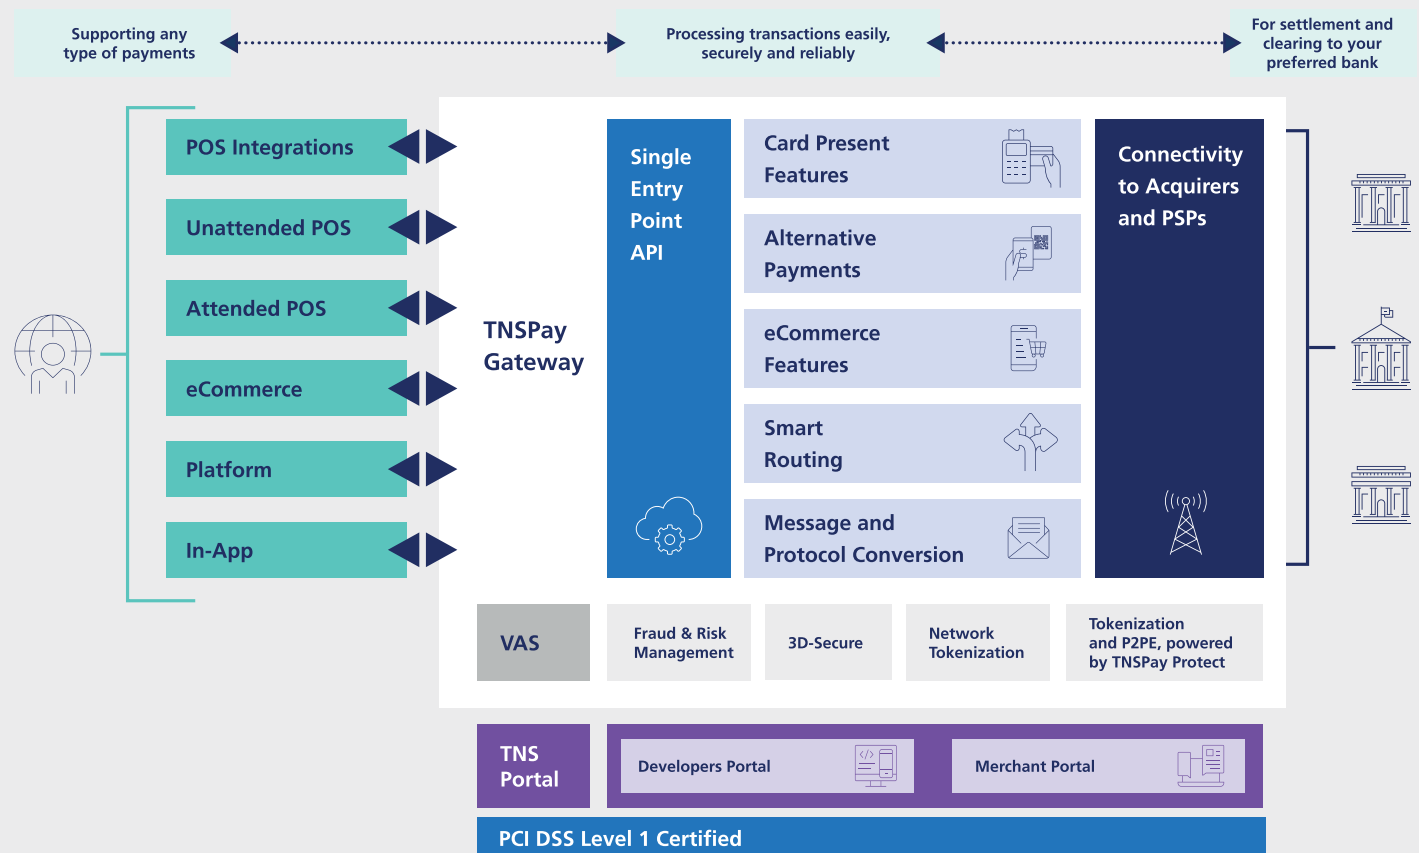 Supporting any
type of payments
Processing transactions easily,
securely and reliably
For settlement and
clearing to your
preferred bank
POS Integrations
Unattended POS
Attended POS
eCommerce
Platform
In-App
TNSPay
Gateway
Single
Entry
Point
API
Card Present
Features
Alternative
Payments
eCommerce
Features
Smart
Routing
Message and
Protocol Conversion
Connectivity
to Acquirers
and PSPs
VAS
Fraud & Risk
Management
3D-Secure
Network
Tokenization
Tokenization
and P2PE, powered
by TNSPay Protect
TNS
Portal
Developers Portal
Merchant Portal
PCI DSS Level 1 Certified